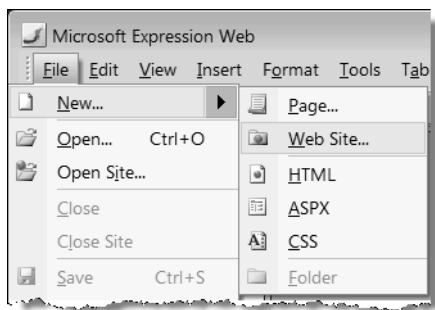 Microsoft Expression Web
File Edit View Insert Format Tools Tab
New...
Open... Ctrl+O
Open Site...
Close
Close Site
Save Ctrl+S
Page...
Web Site...
HTML
ASPX
CSS
Folder